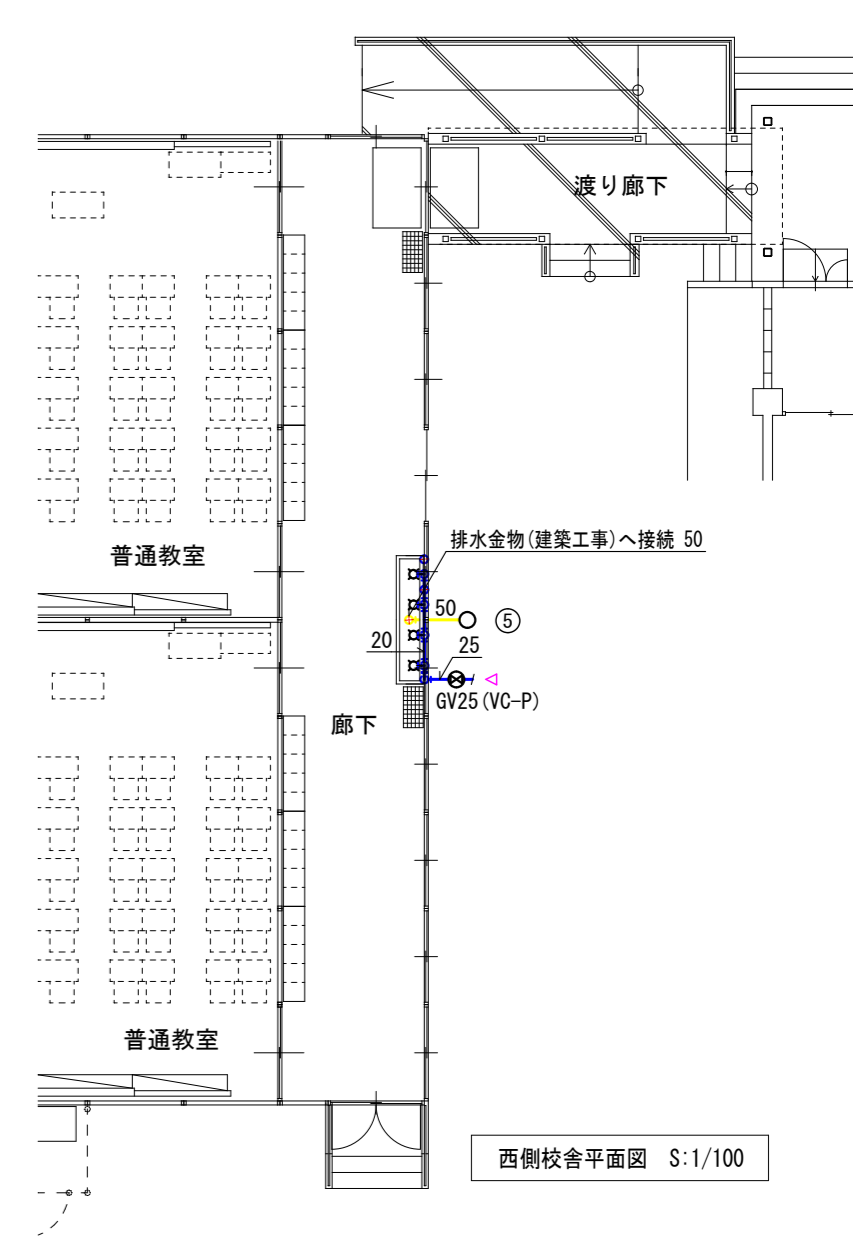 渡り廊下
排水金物(建築工事)へ接続 50
普通教室
50
⑤
20
25
GV25(VC-P)
廊下
普通教室
西側校舎平面図 S:1/100